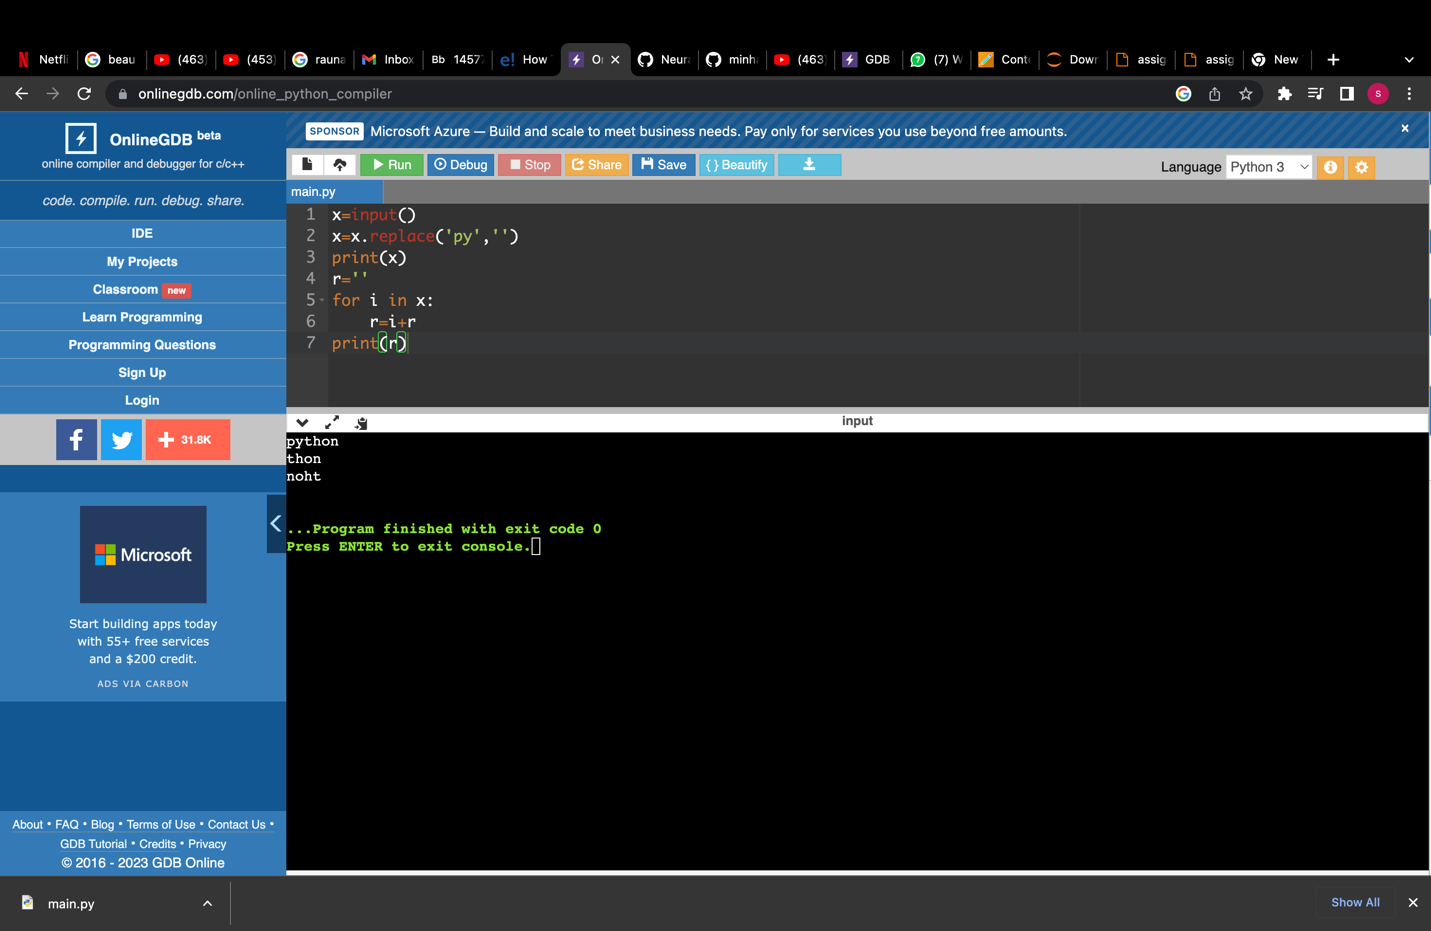 Netfli
beau
(463)
(453)
rauna
Inbox
Bb 1457
e! How
O
Neur
minh
(463)
GDB
(7) W
Cont
Down
assig
assig
New
onlinegdb.com/online_python_compiler
s
OnlineGDB beta
online compiler and debugger for c/c++
code. compile. run. debug. share.
IDE
My Projects
Classroom new
Learn Programming
Programming Questions
Sign Up
Login
f
+ 31.8K
Microsoft
Start building apps today
with 55+ free services
and a $200 credit.
ADS VIA CARBON
About • FAQ • Blog • Terms of Use • Contact Us •
GDB Tutorial • Credits • Privacy
© 2016 - 2023 GDB Online
SPONSOR Microsoft Azure — Build and scale to meet business needs. Pay only for services you use beyond free amounts.
Run Debug Stop Share Save { } Beautify
Language Python 3
main.py
1 x=input()
2 x=x.replace('py','')
3 print(x)
4 r=''
5 for i in x:
6     r=i+r
7 print(r)
input
python
thon
noht
...Program finished with exit code 0
Press ENTER to exit console.
main.py
Show All